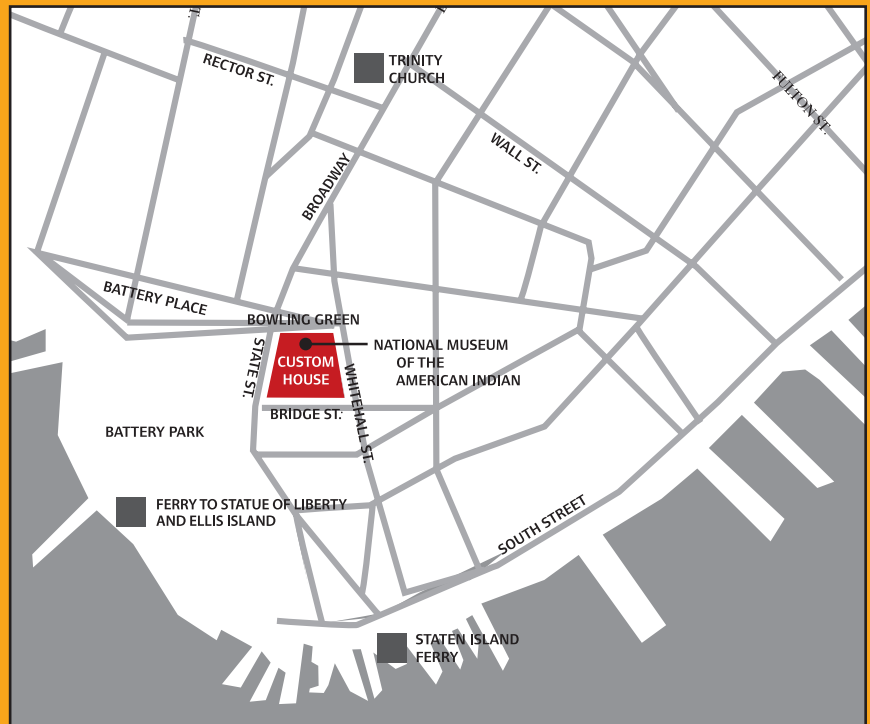 T.
RECTOR ST.
TRINITY
CHURCH
FULTON ST.
WALL ST.
BROADWAY
BATTERY PLACE
BOWLING GREEN
STATE ST.
CUSTOM
HOUSE
NATIONAL MUSEUM
OF THE
AMERICAN INDIAN
WHITEHALL ST.
BRIDGE ST.
BATTERY PARK
FERRY TO STATUE OF LIBERTY
AND ELLIS ISLAND
SOUTH STREET
STATEN ISLAND
FERRY